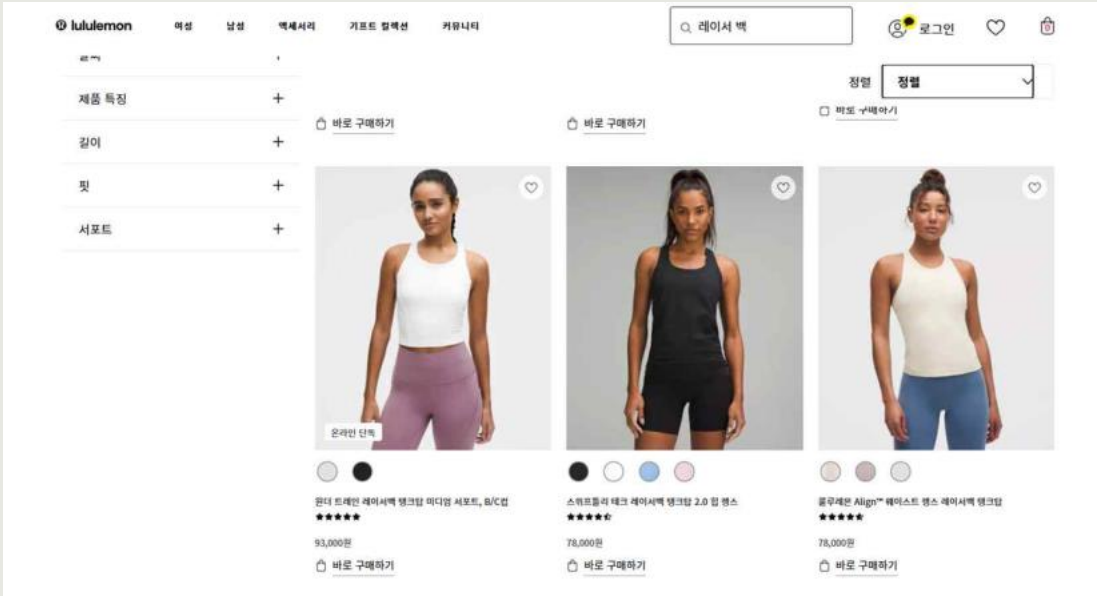 lululemon
여성
남성
액세서리
기프트 컬렉션
커뮤니티
레이서 백
로그인
0
정렬
정렬
제품 특징 +
길이 +
핏 +
서포트 +
바로 구매하기
바로 구매하기
바로 구매하기
온라인 단독
원더 트레인 레이서백 탱크탑 미디엄 서포트, B/C컵
93,000원
바로 구매하기
스위프틀리 테크 레이서백 탱크탑 2.0 힙 렝스
78,000원
바로 구매하기
룰루레몬 Align™ 웨이스트 렝스 레이서백 탱크탑
78,000원
바로 구매하기